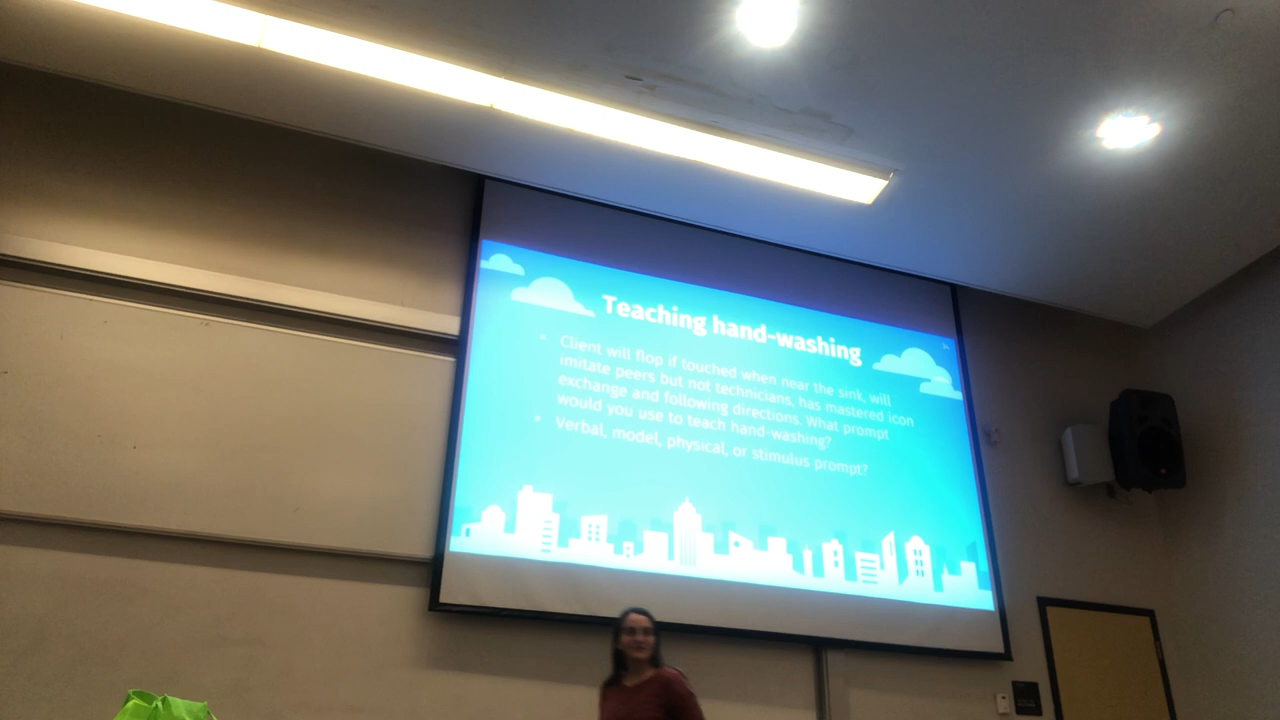 Teaching hand-washing
Client will flop if touched when near the sink, will
imitate peers but not technicians, has mastered icon
exchange and following directions. What prompt
would you use to teach hand-washing?
Verbal, model, physical, or stimulus prompt?